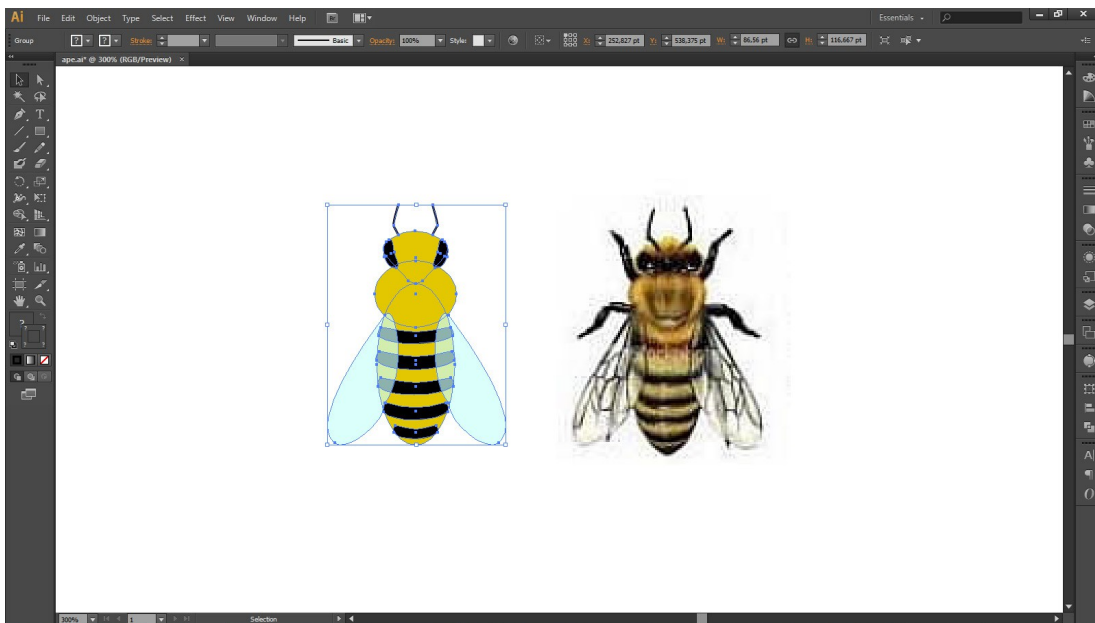 Ai File Edit Object Type Select Effect View Window Help Br Essentials
Group ? ? Stroke: Basic Opacity: 100% Style: X: 252,827 pt Y: 538,375 pt W: 86,56 pt H: 116,667 pt
ape.ai* @ 300% (RGB/Preview) ×
T
?
? ?
A
O
300% 1 Selection